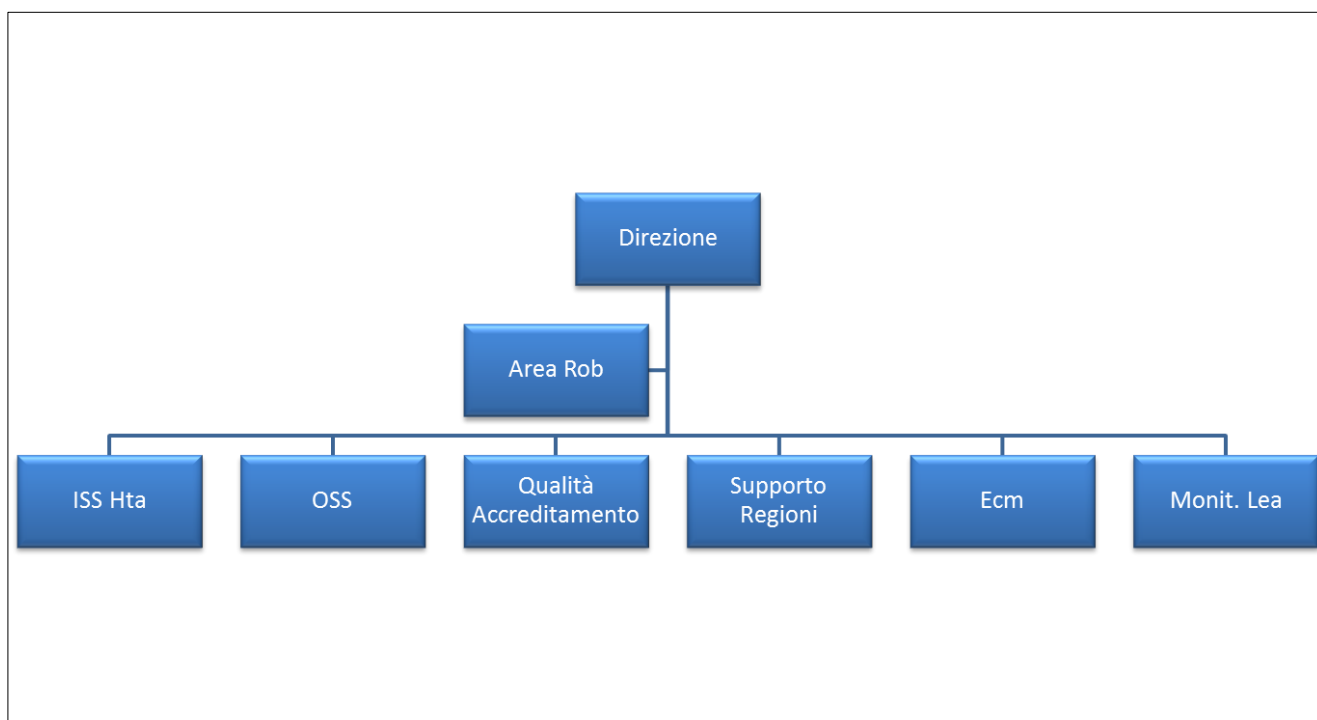 Direzione
Area Rob
ISS Hta
OSS
Qualità
Accreditamento
Supporto
Regioni
Ecm
Monit. Lea